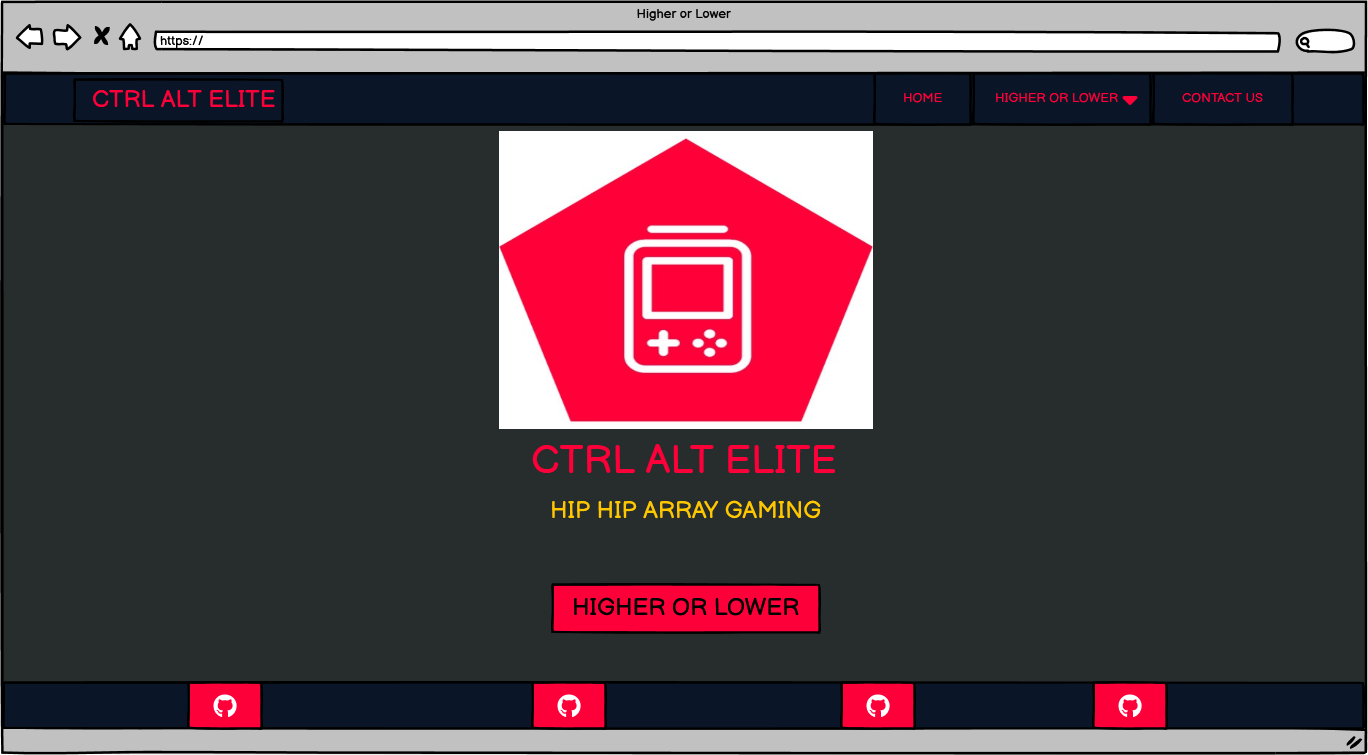 Higher or Lower
https://
CTRL ALT ELITE
HOME
HIGHER OR LOWER
CONTACT US
CTRL ALT ELITE
HIP HIP ARRAY GAMING
HIGHER OR LOWER